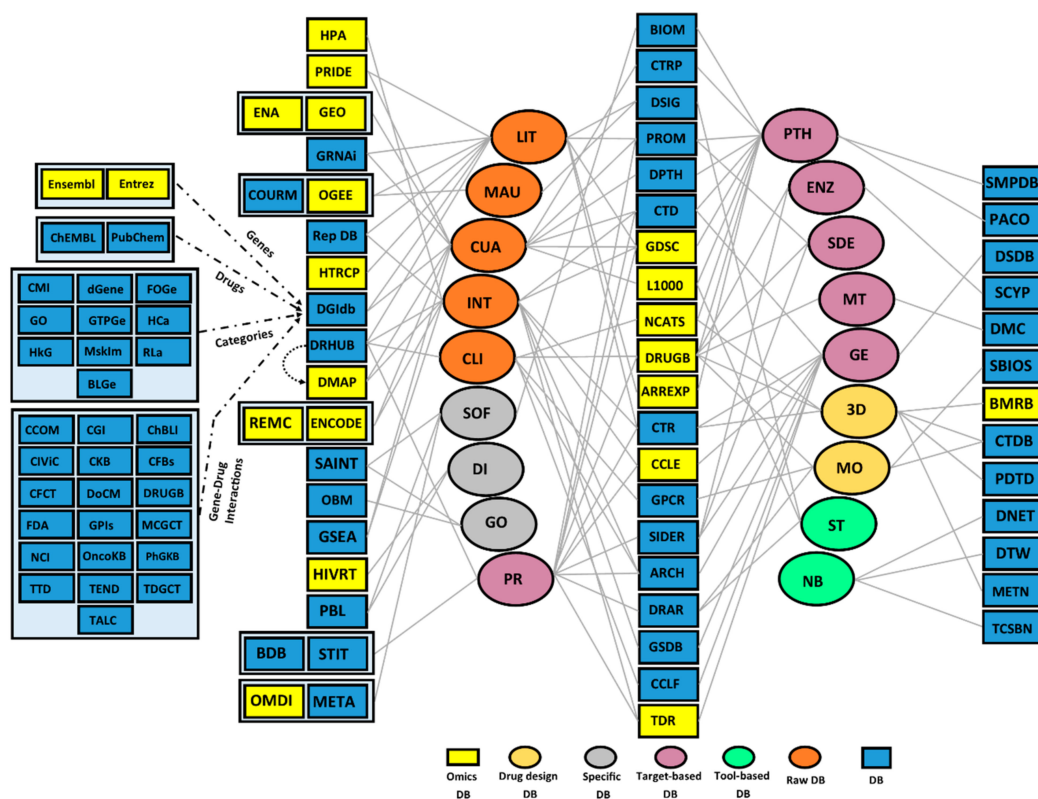 Ensembl
Entrez
ChEMBL
PubChem
CMI
dGene
FOGe
GO
GTPGe
HCa
HkG
MskIm
RLa
BLGe
CCOM
CGI
ChBLI
CIViC
CKB
CFBs
CFCT
DoCM
DRUGB
FDA
GPIs
MCGCT
NCI
OncoKB
PhGKB
TTD
TEND
TDGCT
TALC
Genes
Drugs
Categories
Gene-Drug
Interactions
HPA
PRIDE
ENA
GEO
GRNAi
COURM
OGEE
Rep DB
HTRCP
DGIdb
DRHUB
DMAP
REMC
ENCODE
SAINT
OBM
GSEA
HIVRT
PBL
BDB
STIT
OMDI
META
LIT
MAU
CUA
INT
CLI
SOF
DI
GO
PR
BIOM
CTRP
DSIG
PROM
DPTH
CTD
GDSC
L1000
NCATS
DRUGB
ARREXP
CTR
CCLE
GPCR
SIDER
ARCH
DRAR
GSDB
CCLF
TDR
PTH
ENZ
SDE
MT
GE
3D
MO
ST
NB
SMPDB
PACO
DSDB
SCYP
DMC
SBIOS
BMRB
CTDB
PDTD
DNET
DTW
METN
TCSBN
Omics
DB
Drug design
DB
Specific
DB
Target-based
DB
Tool-based
DB
Raw DB
DB